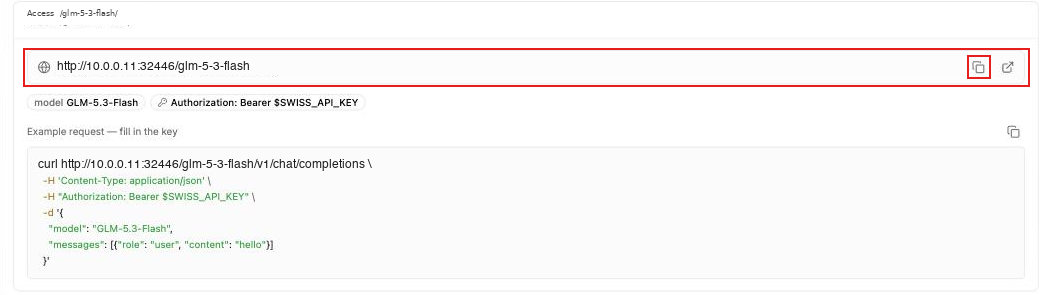 Access /glm-5-3-flash/
http://10.0.0.11:32446/glm-5-3-flash
model GLM-5.3-Flash Authorization: Bearer $SWISS_API_KEY
Example request — fill in the key
curl http://10.0.0.11:32446/glm-5-3-flash/v1/chat/completions \
-H 'Content-Type: application/json' \
-H "Authorization: Bearer $SWISS_API_KEY" \
-d '{
"model": "GLM-5.3-Flash",
"messages": [{"role": "user", "content": "hello"}]
}'